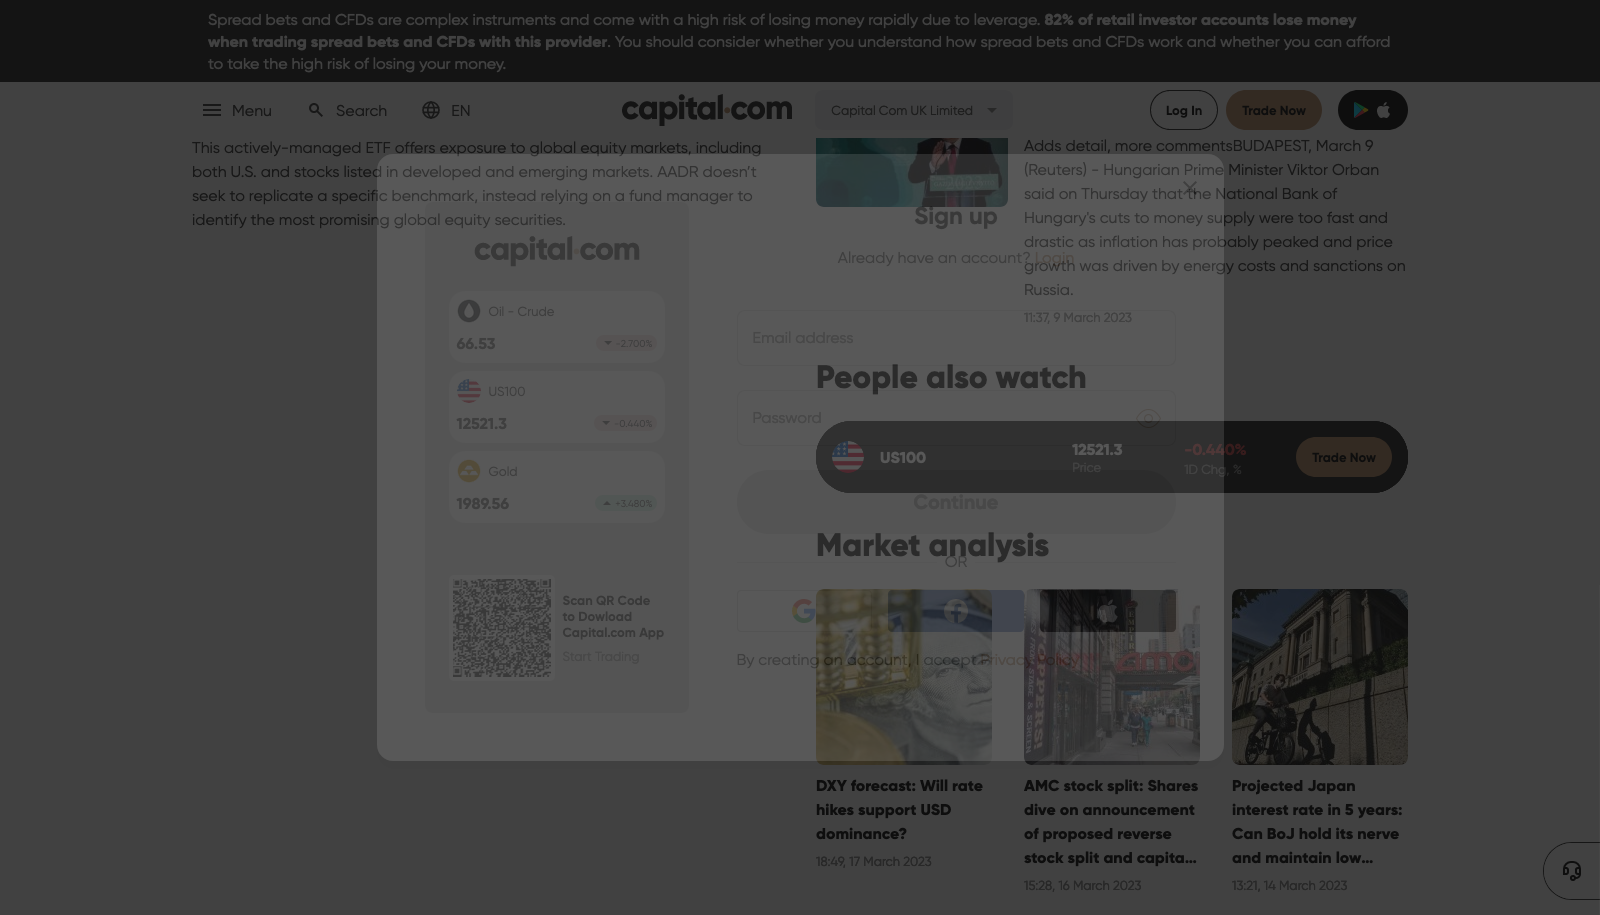 Spread bets and CFDs are complex instruments and come with a high risk of losing money rapidly due to leverage. 82% of retail investor accounts lose money
when trading spread bets and CFDs with this provider. You should consider whether you understand how spread bets and CFDs work and whether you can afford
to take the high risk of losing your money.
Menu
Search
EN
capital.com
Capital Com UK Limited
Log In
Trade Now
This actively-managed ETF offers exposure to global equity markets, including
both U.S. and stocks listed in developed and emerging markets. AADR doesn’t
seek to replicate a specific benchmark, instead relying on a fund manager to
identify the most promising global equity securities.
Adds detail, more commentsBUDAPEST, March 9
(Reuters) - Hungarian Prime Minister Viktor Orban
said on Thursday that the National Bank of
Hungary's cuts to money supply were too fast and
drastic as inflation has probably peaked and price
growth was driven by energy costs and sanctions on
Russia.
11:37, 9 March 2023
capital.com
Oil - Crude
66.53
-2.700%
US100
12521.3
-0.440%
Gold
1989.56
+3.480%
Scan QR Code
to Dowload
Capital.com App
Start Trading
Sign up
Already have an account? Login
Email address
Password
Continue
OR
By creating an account, I accept Privacy
People also watch
US100
12521.3
Price
-0.440%
1D Chg, %
Trade Now
Market analysis
DXY forecast: Will rate
hikes support USD
dominance?
18:49, 17 March 2023
AMC stock split: Shares
dive on announcement
of proposed reverse
stock split and capita...
15:28, 16 March 2023
Projected Japan
interest rate in 5 years:
Can BoJ hold its nerve
and maintain low...
13:21, 14 March 2023